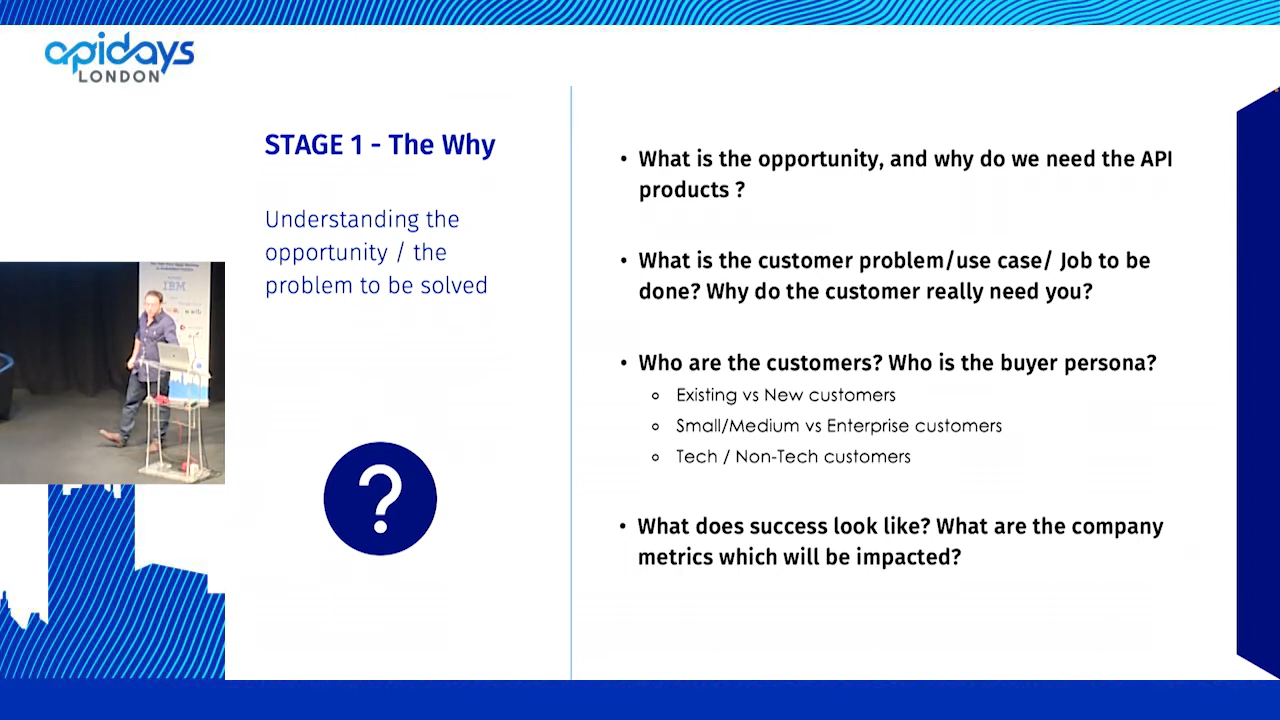 apidays
LONDON
STAGE 1 - The Why
Understanding the
opportunity / the
problem to be solved
• What is the opportunity, and why do we need the API
products ?
• What is the customer problem/use case/ Job to be
done? Why do the customer really need you?
• Who are the customers? Who is the buyer persona?
Existing vs New customers
Small/Medium vs Enterprise customers
Tech / Non-Tech customers
• What does success look like? What are the company
metrics which will be impacted?
?
IBM